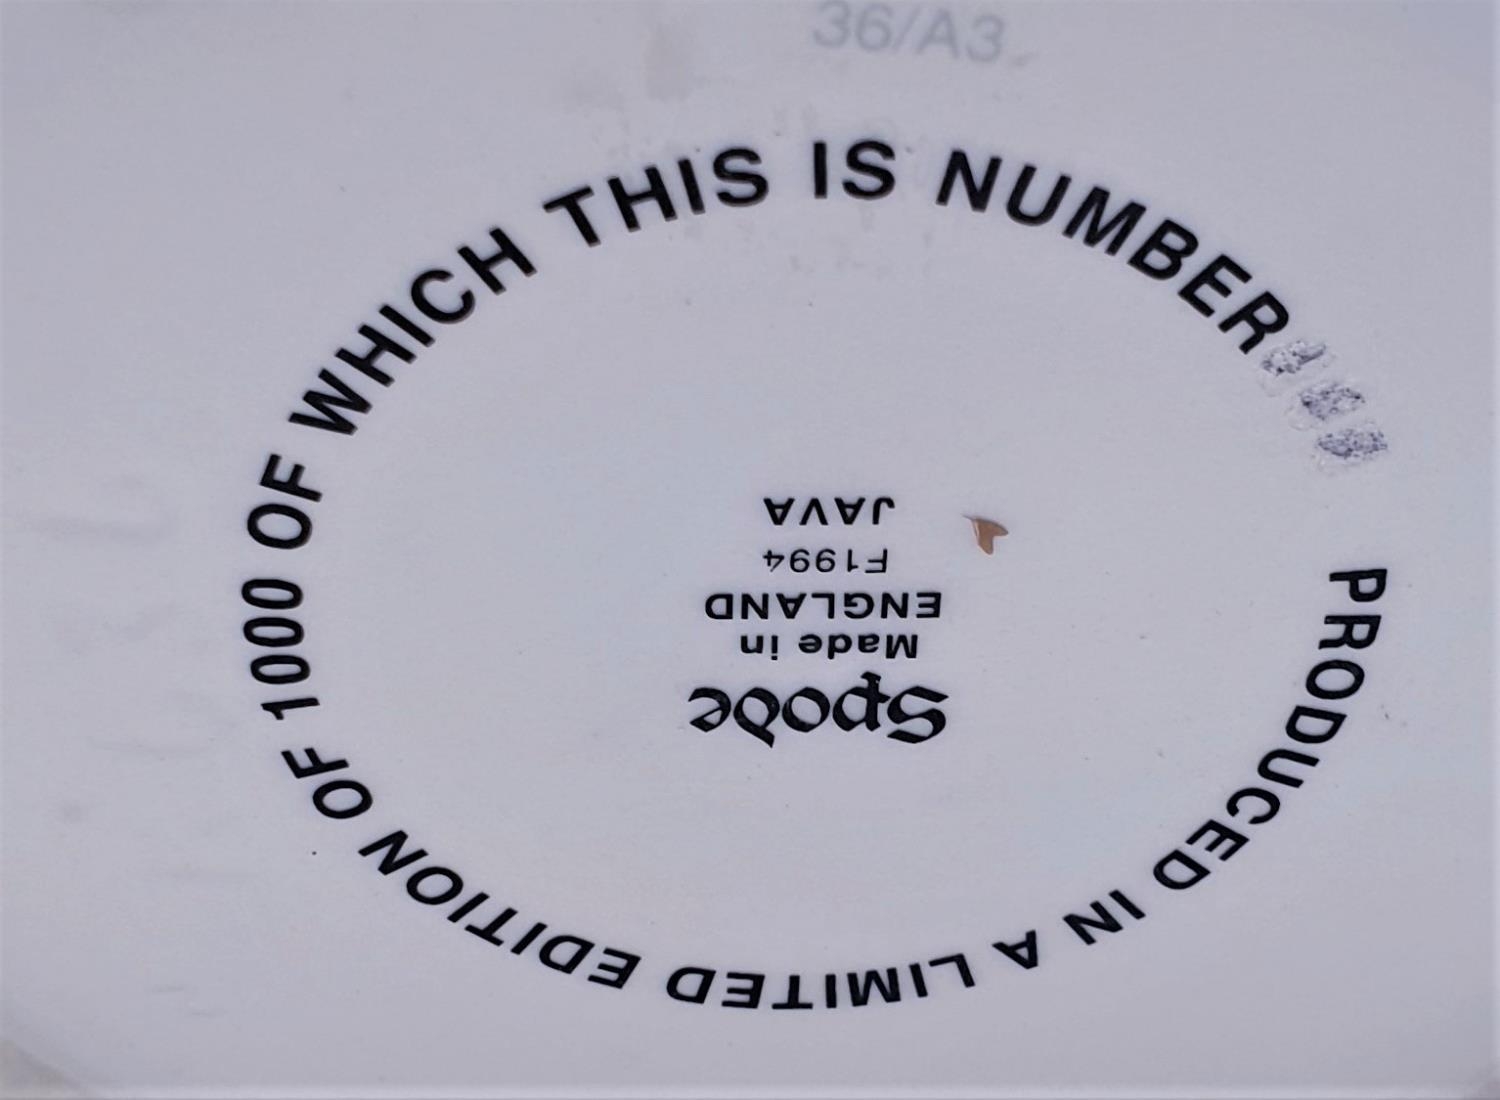 36/A3
PRODUCED IN A LIMITED EDITION OF 1000 OF WHICH THIS IS NUMBER
Spode
Made in
ENGLAND
F1994
JAVA